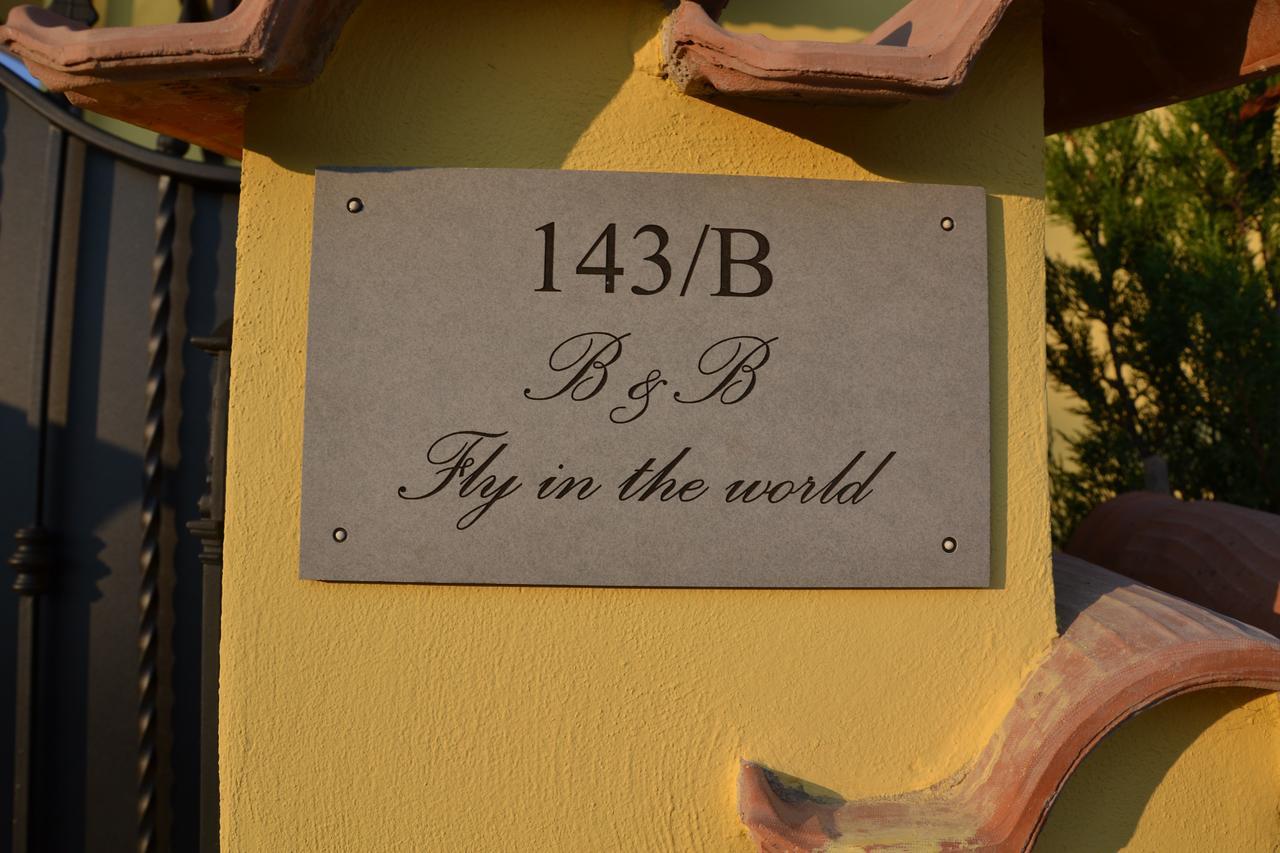 143/B
B & B
Fly in the world